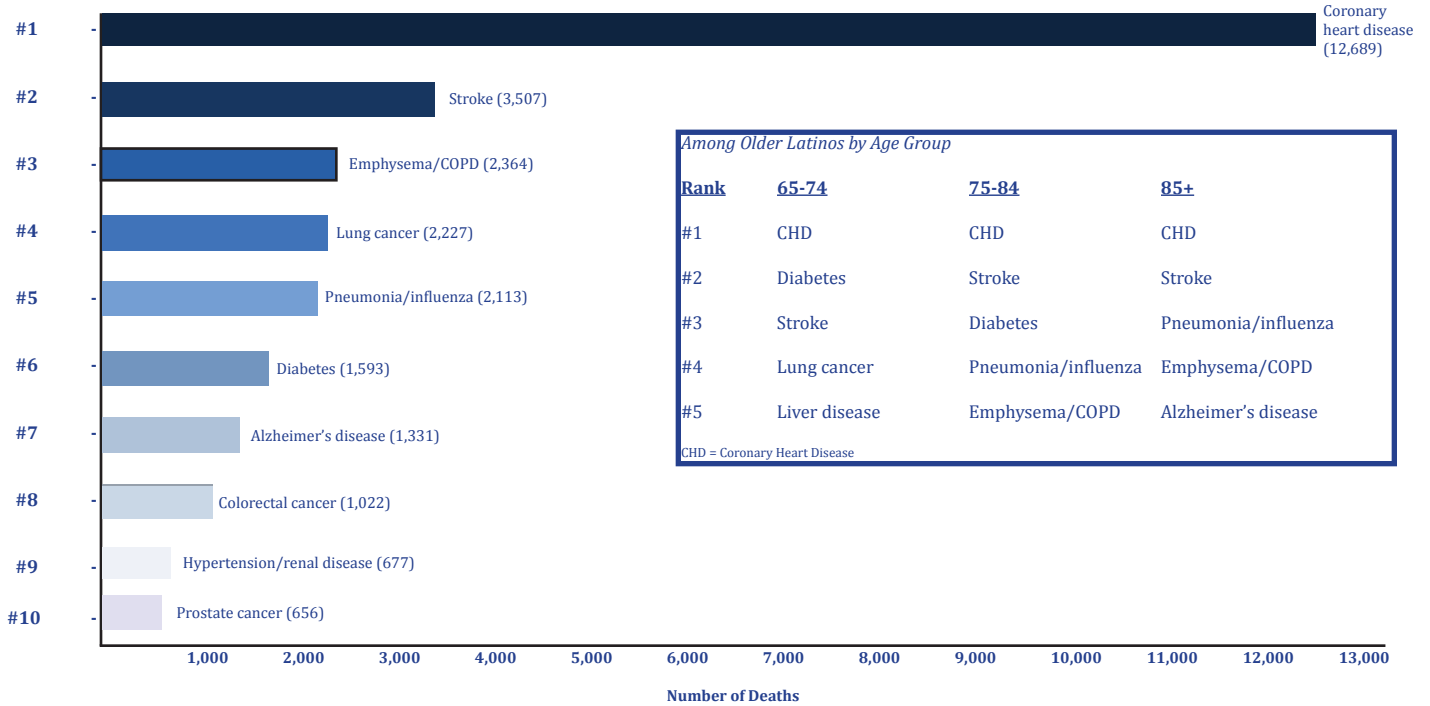 #1 - Coronary
heart disease
(12,689)
#2 - Stroke (3,507)
#3 - Emphysema/COPD (2,364)
#4 - Lung cancer (2,227)
#5 - Pneumonia/influenza (2,113)
#6 - Diabetes (1,593)
#7 - Alzheimer’s disease (1,331)
#8 - Colorectal cancer (1,022)
#9 - Hypertension/renal disease (677)
#10 - Prostate cancer (656)
Among Older Latinos by Age Group
Rank 65-74 75-84 85+
#1 CHD CHD CHD
#2 Diabetes Stroke Stroke
#3 Stroke Diabetes Pneumonia/influenza
#4 Lung cancer Pneumonia/influenza Emphysema/COPD
#5 Liver disease Emphysema/COPD Alzheimer’s disease
CHD = Coronary Heart Disease
1,000 2,000 3,000 4,000 5,000 6,000 7,000 8,000 9,000 10,000 11,000 12,000 13,000
Number of Deaths